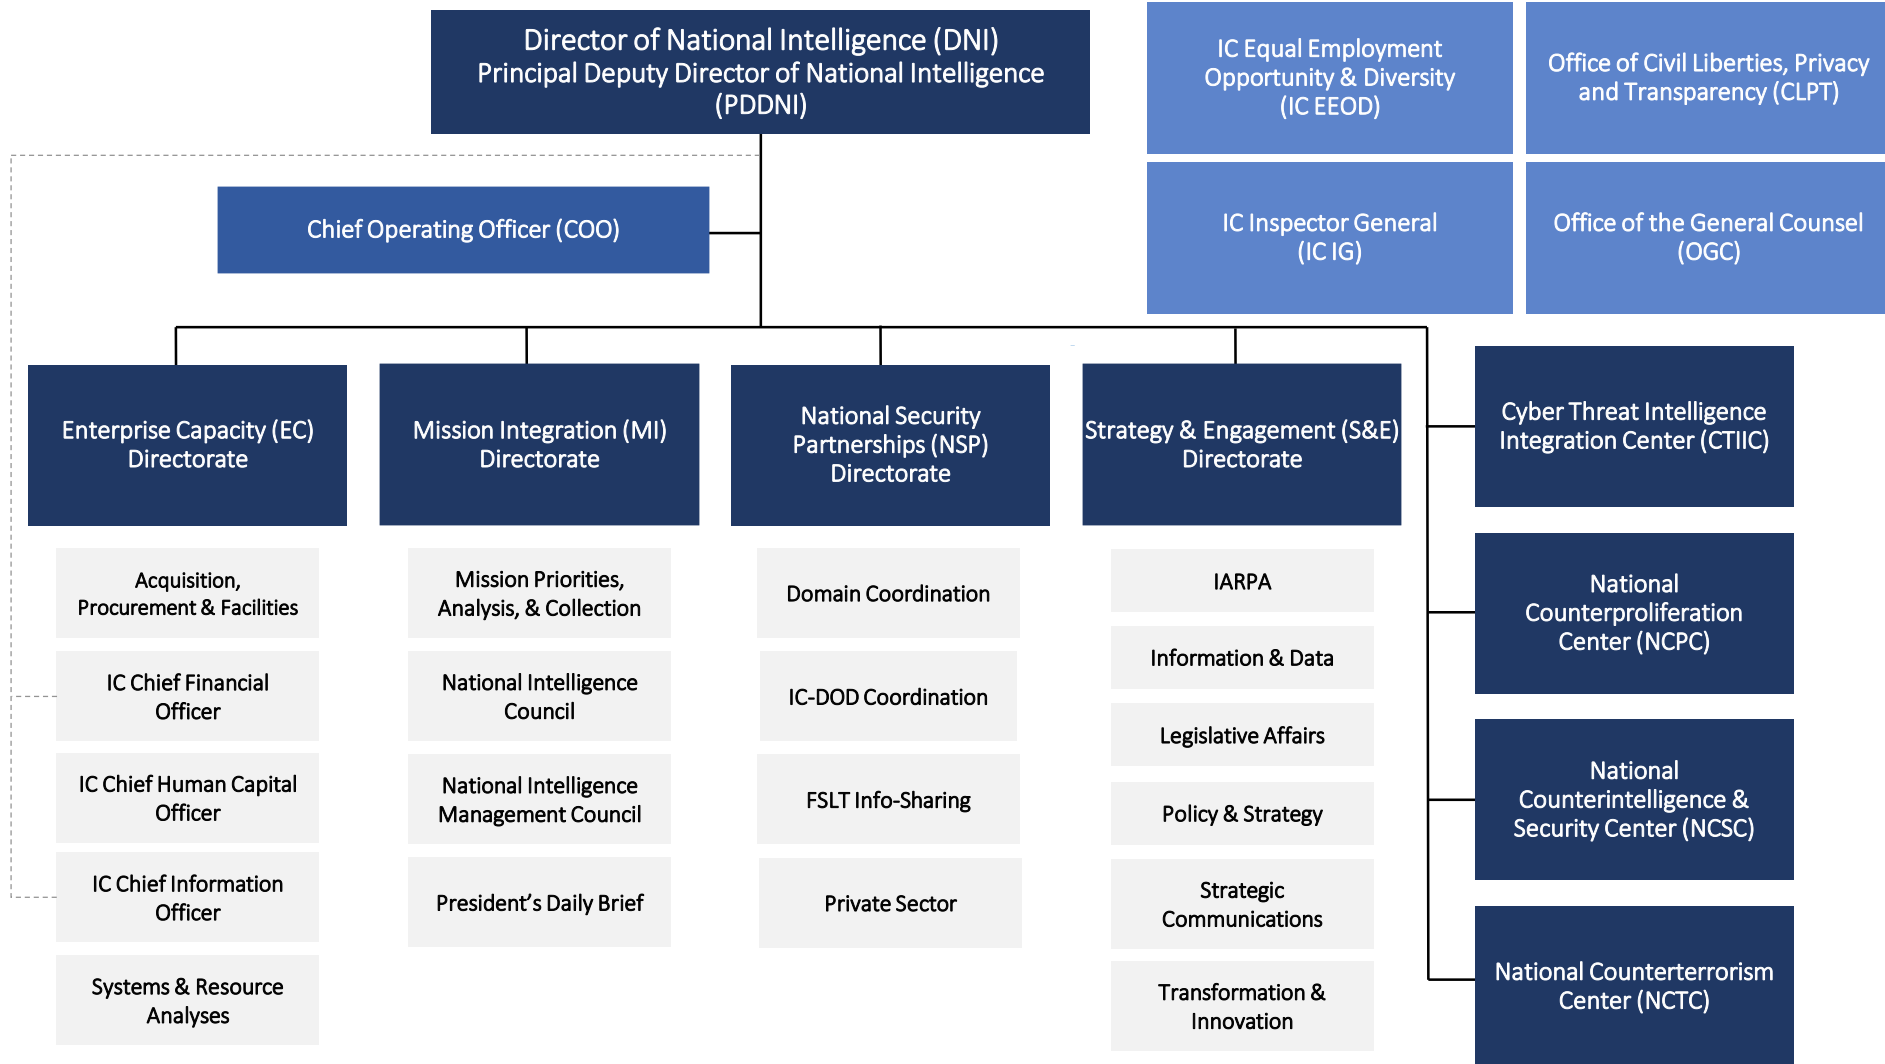 Director of National Intelligence (DNI)
Principal Deputy Director of National Intelligence
(PDDNI)
IC Equal Employment
Opportunity & Diversity
(IC EEOD)
Office of Civil Liberties, Privacy
and Transparency (CLPT)
Chief Operating Officer (COO)
IC Inspector General
(IC IG)
Office of the General Counsel
(OGC)
Enterprise Capacity (EC)
Directorate
Mission Integration (MI)
Directorate
National Security
Partnerships (NSP)
Directorate
Strategy & Engagement (S&E)
Directorate
Cyber Threat Intelligence
Integration Center (CTIIC)
Acquisition,
Procurement & Facilities
IC Chief Financial
Officer
IC Chief Human Capital
Officer
IC Chief Information
Officer
Systems & Resource
Analyses
Mission Priorities,
Analysis, & Collection
National Intelligence
Council
National Intelligence
Management Council
President’s Daily Brief
Domain Coordination
IC-DOD Coordination
FSLT Info-Sharing
Private Sector
IARPA
Information & Data
Legislative Affairs
Policy & Strategy
Strategic
Communications
Transformation &
Innovation
National
Counterproliferation
Center (NCPC)
National
Counterintelligence &
Security Center (NCSC)
National Counterterrorism
Center (NCTC)